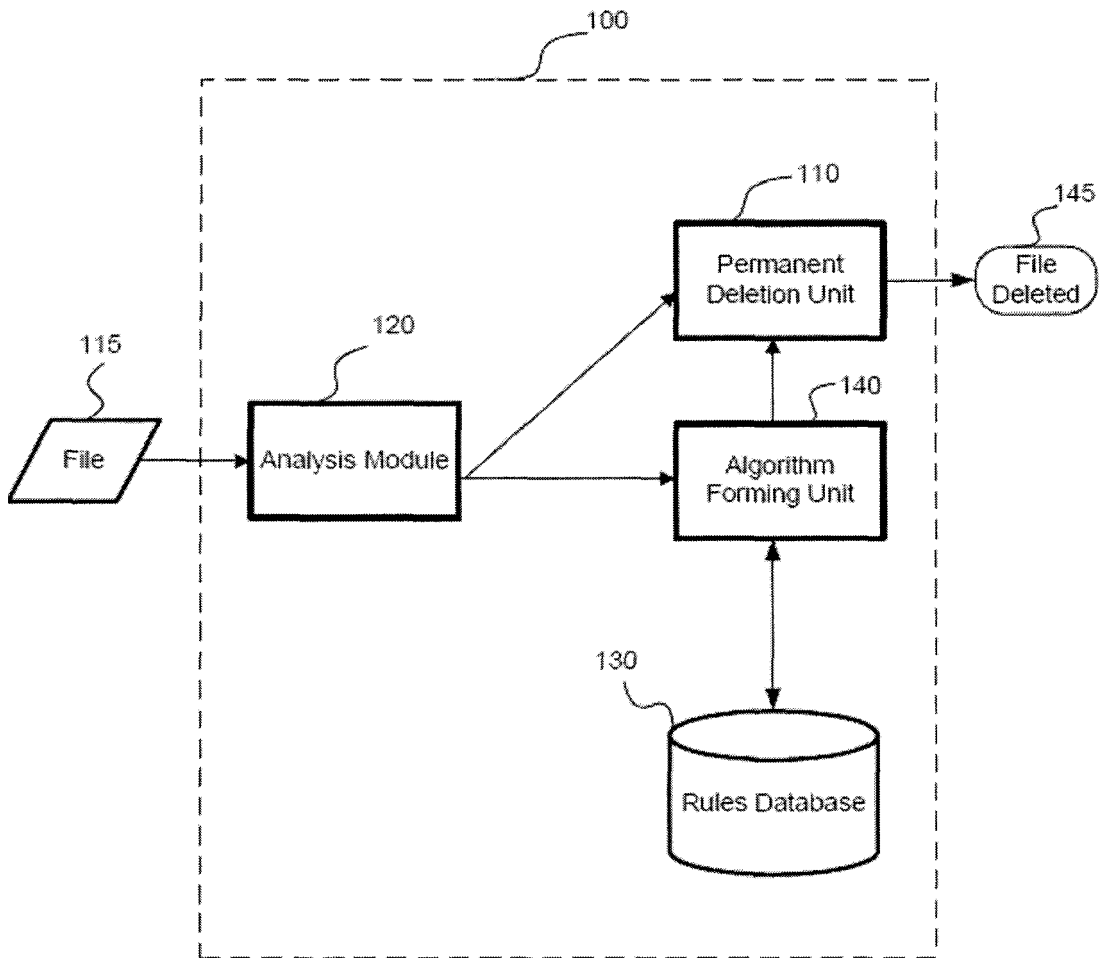 100
110
Permanent
Deletion Unit
145
File
Deleted
115
File
120
Analysis Module
140
Algorithm
Forming Unit
130
Rules Database